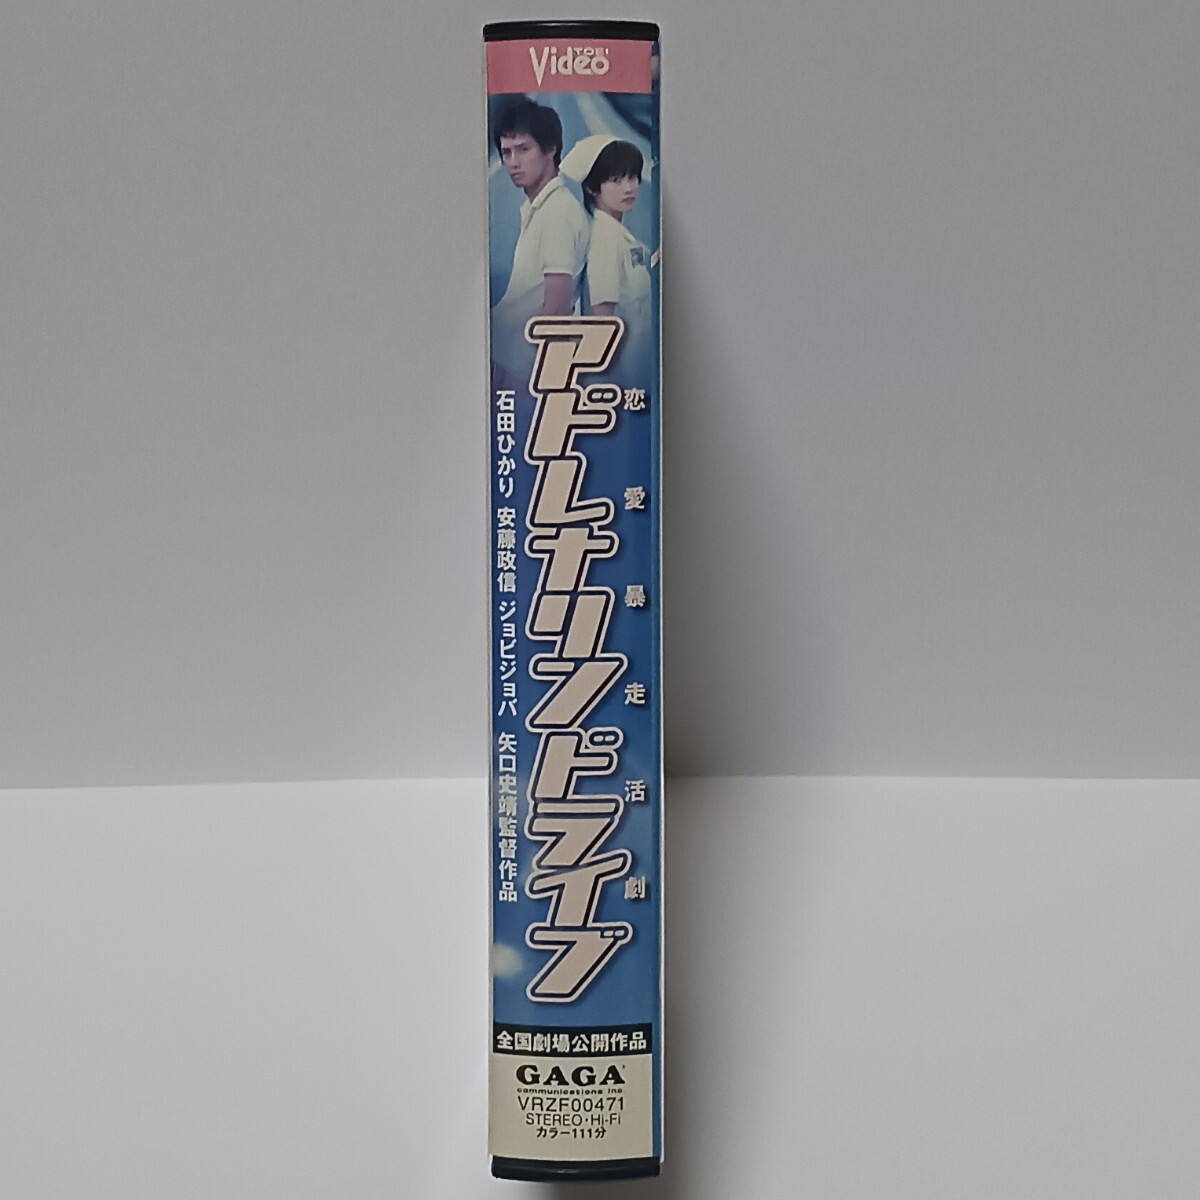 TOEI
Video
恋愛暴走活劇
アドレナリンドライブ
石田ひかり 安藤政信 ジョビジョバ 矢口史靖監督作品
全国劇場公開作品
GAGA
communications inc.
VRZF00471
STEREO・Hi-Fi
カラー111分